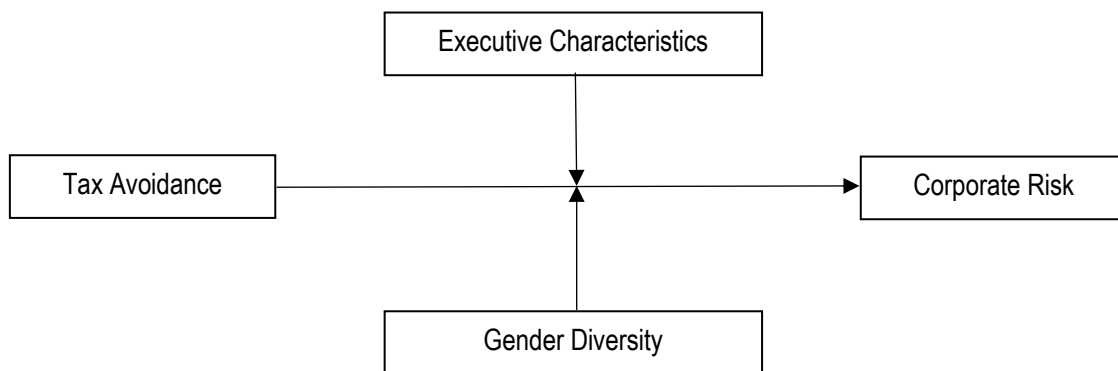 Executive Characteristics
Tax Avoidance
Corporate Risk
Gender Diversity